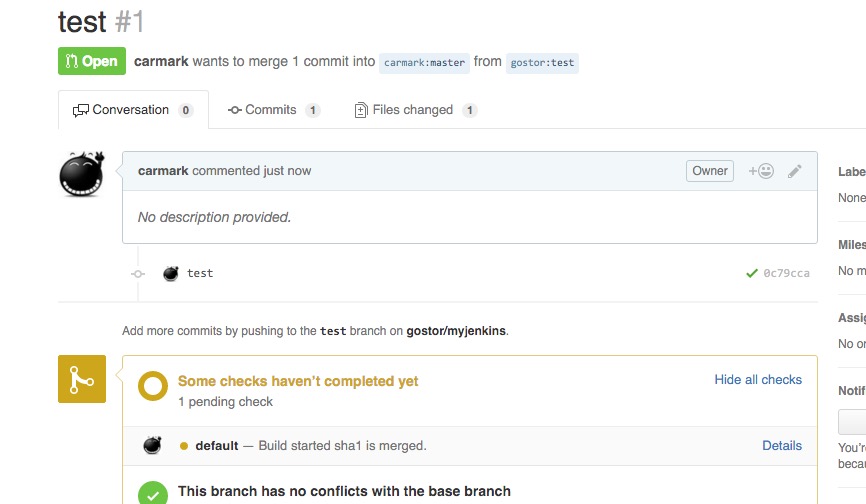 test #1
Open carmark wants to merge 1 commit into carmark:master from gostor:test
Conversation 0 Commits 1 Files changed 1
carmark commented just now Owner
No description provided.
test 0c79cca
Add more commits by pushing to the test branch on gostor/myjenkins.
Some checks haven't completed yet Hide all checks
1 pending check
default — Build started sha1 is merged. Details
This branch has no conflicts with the base branch
Labe
None
Miles
No m
Assig
No or
Notif
You're
becau